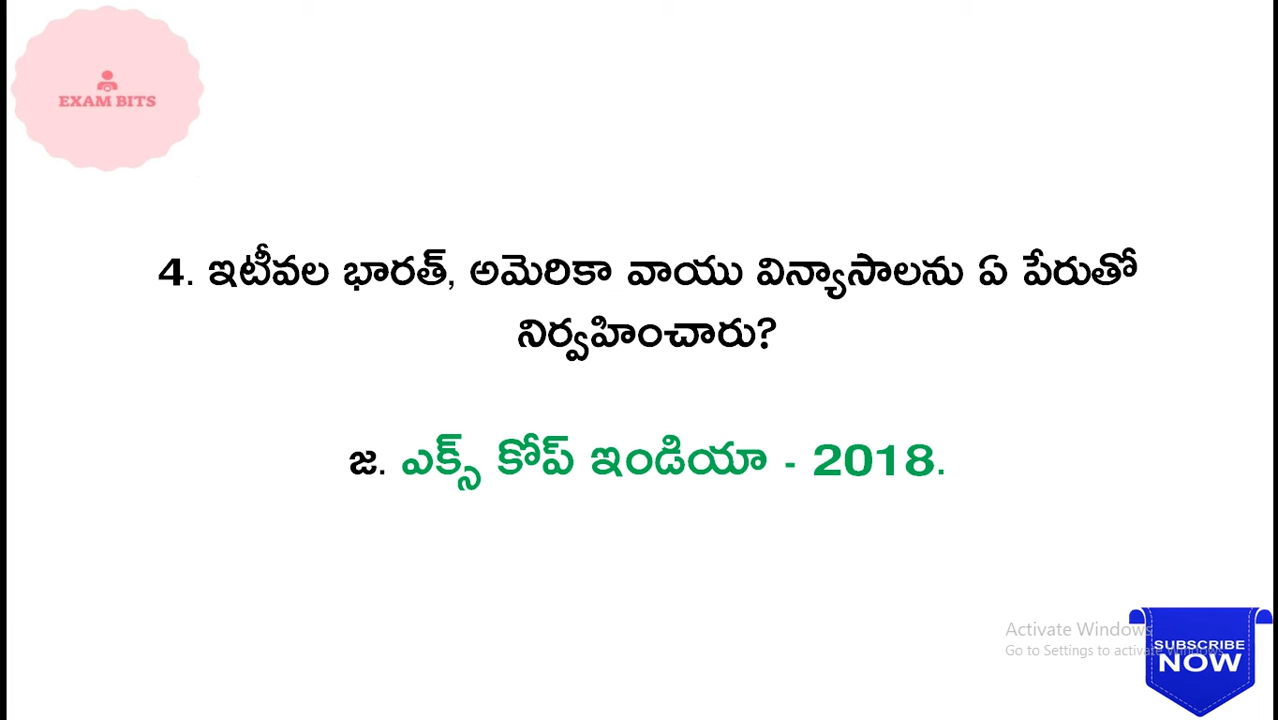 EXAM BITS
4. ఇటీవల భారత్, అమెరికా వాయు విన్యాసాలను ఏ పేరుతో
నిర్వహించారు?
జ. ఎక్స్ కోప్ ఇండియా - 2018.
Activate Windows
Go to Settings to activate Windows.
SUBSCRIBE
NOW